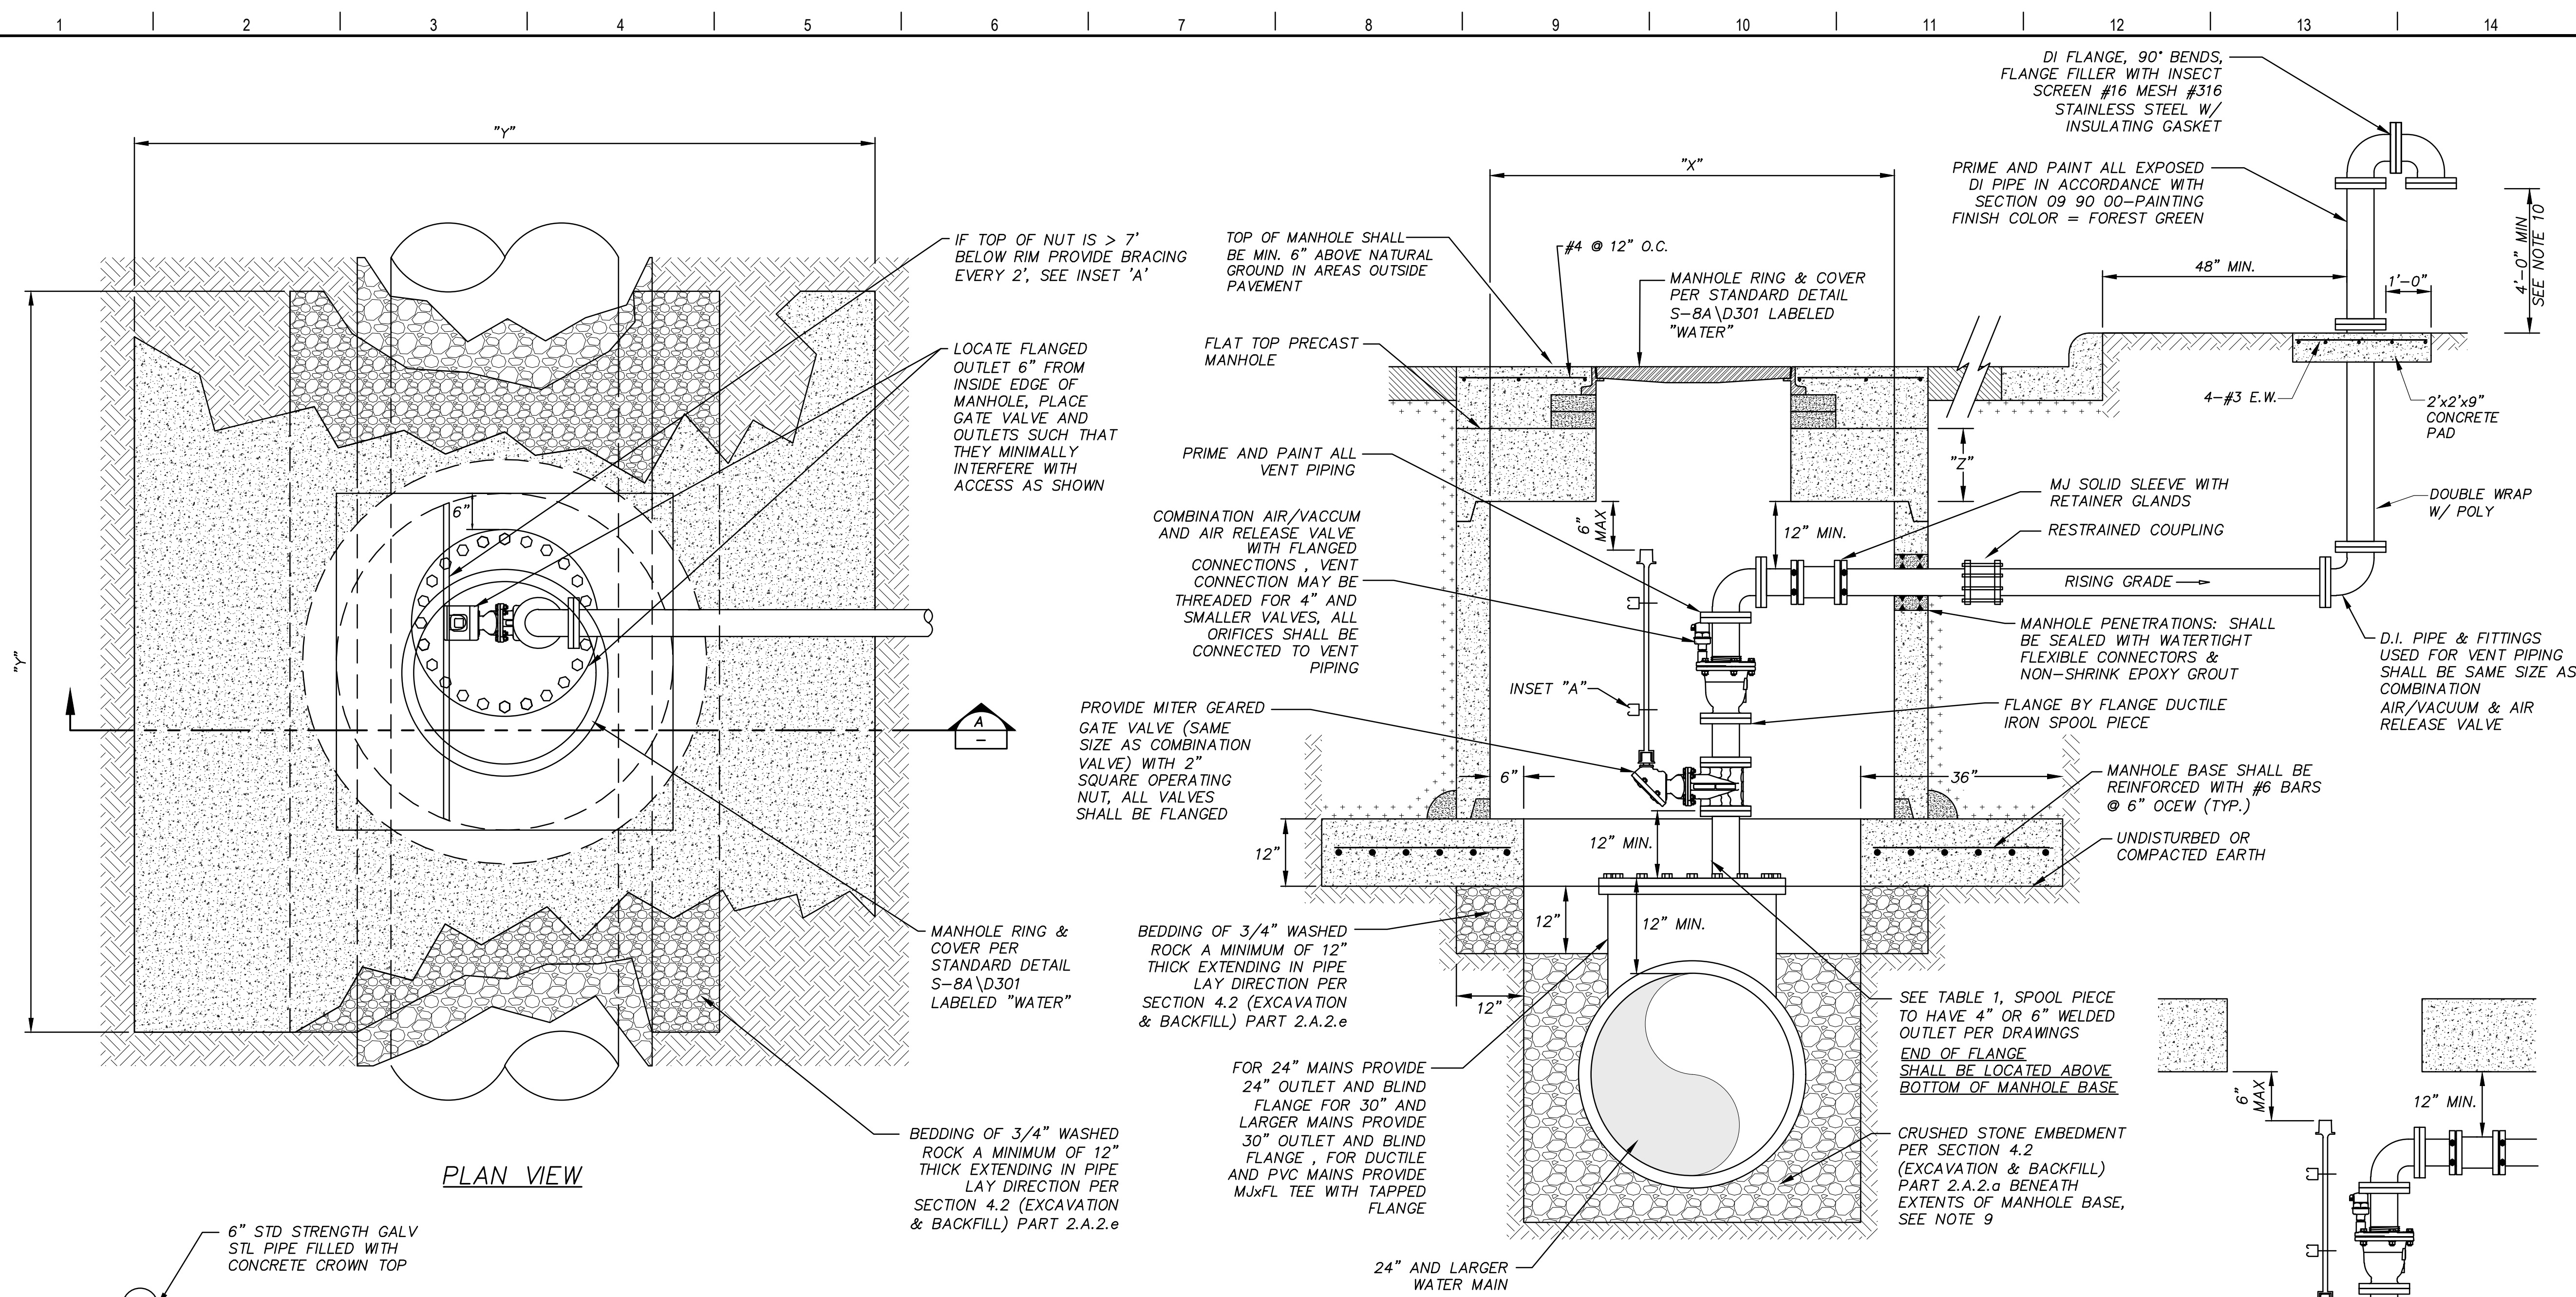 1 2 3 4 5 6 7 8 9 10 11 12 13 14
"Y"
"Y"
6"
A
–
IF TOP OF NUT IS > 7'
BELOW RIM PROVIDE BRACING
EVERY 2', SEE INSET 'A'
LOCATE FLANGED
OUTLET 6" FROM
INSIDE EDGE OF
MANHOLE, PLACE
GATE VALVE AND
OUTLETS SUCH THAT
THEY MINIMALLY
INTERFERE WITH
ACCESS AS SHOWN
MANHOLE RING &
COVER PER
STANDARD DETAIL
S-8A\D301
LABELED "WATER"
BEDDING OF 3/4" WASHED
ROCK A MINIMUM OF 12"
THICK EXTENDING IN PIPE
LAY DIRECTION PER
SECTION 4.2 (EXCAVATION
& BACKFILL) PART 2.A.2.e
PLAN VIEW
6" STD STRENGTH GALV
STL PIPE FILLED WITH
CONCRETE CROWN TOP
TOP OF MANHOLE SHALL
BE MIN. 6" ABOVE NATURAL
GROUND IN AREAS OUTSIDE
PAVEMENT
FLAT TOP PRECAST
MANHOLE
PRIME AND PAINT ALL
VENT PIPING
COMBINATION AIR/VACCUM
AND AIR RELEASE VALVE
WITH FLANGED
CONNECTIONS , VENT
CONNECTION MAY BE
THREADED FOR 4" AND
SMALLER VALVES, ALL
ORIFICES SHALL BE
CONNECTED TO VENT
PIPING
INSET "A"
PROVIDE MITER GEARED
GATE VALVE (SAME
SIZE AS COMBINATION
VALVE) WITH 2"
SQUARE OPERATING
NUT, ALL VALVES
SHALL BE FLANGED
BEDDING OF 3/4" WASHED
ROCK A MINIMUM OF 12"
THICK EXTENDING IN PIPE
LAY DIRECTION PER
SECTION 4.2 (EXCAVATION
& BACKFILL) PART 2.A.2.e
FOR 24" MAINS PROVIDE
24" OUTLET AND BLIND
FLANGE FOR 30" AND
LARGER MAINS PROVIDE
30" OUTLET AND BLIND
FLANGE , FOR DUCTILE
AND PVC MAINS PROVIDE
MJxFL TEE WITH TAPPED
FLANGE
24" AND LARGER
WATER MAIN
"X"
#4 @ 12" O.C.
MANHOLE RING & COVER
PER STANDARD DETAIL
S-8A\D301 LABELED
"WATER"
"Z"
6"
MAX
12" MIN.
6"
36"
12"
12" MIN.
12"
12" MIN.
12"
DI FLANGE, 90° BENDS,
FLANGE FILLER WITH INSECT
SCREEN #16 MESH #316
STAINLESS STEEL W/
INSULATING GASKET
PRIME AND PAINT ALL EXPOSED
DI PIPE IN ACCORDANCE WITH
SECTION 09 90 00-PAINTING
FINISH COLOR = FOREST GREEN
48" MIN.
1'-0"
4'-0" MIN
SEE NOTE 10
4-#3 E.W.
2'x2'x9"
CONCRETE
PAD
MJ SOLID SLEEVE WITH
RETAINER GLANDS
RESTRAINED COUPLING
DOUBLE WRAP
W/ POLY
RISING GRADE
MANHOLE PENETRATIONS: SHALL
BE SEALED WITH WATERTIGHT
FLEXIBLE CONNECTORS &
NON-SHRINK EPOXY GROUT
D.I. PIPE & FITTINGS
USED FOR VENT PIPING
SHALL BE SAME SIZE AS
COMBINATION
AIR/VACUUM & AIR
RELEASE VALVE
FLANGE BY FLANGE DUCTILE
IRON SPOOL PIECE
MANHOLE BASE SHALL BE
REINFORCED WITH #6 BARS
@ 6" OCEW (TYP.)
UNDISTURBED OR
COMPACTED EARTH
SEE TABLE 1, SPOOL PIECE
TO HAVE 4" OR 6" WELDED
OUTLET PER DRAWINGS
END OF FLANGE
SHALL BE LOCATED ABOVE
BOTTOM OF MANHOLE BASE
CRUSHED STONE EMBEDMENT
PER SECTION 4.2
(EXCAVATION & BACKFILL)
PART 2.A.2.a BENEATH
EXTENTS OF MANHOLE BASE,
SEE NOTE 9
6"
MAX
12" MIN.